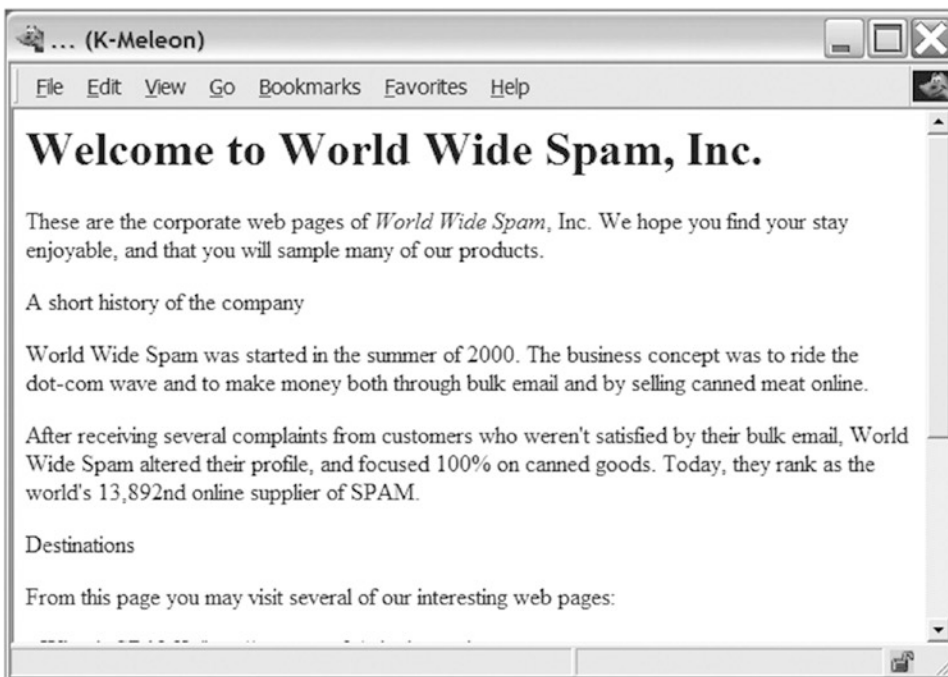 ... (K-Meleon)
File Edit View Go Bookmarks Favorites Help
Welcome to World Wide Spam, Inc.
These are the corporate web pages of World Wide Spam, Inc. We hope you find your stay
enjoyable, and that you will sample many of our products.
A short history of the company
World Wide Spam was started in the summer of 2000. The business concept was to ride the
dot-com wave and to make money both through bulk email and by selling canned meat online.
After receiving several complaints from customers who weren't satisfied by their bulk email, World
Wide Spam altered their profile, and focused 100% on canned goods. Today, they rank as the
world's 13,892nd online supplier of SPAM.
Destinations
From this page you may visit several of our interesting web pages: